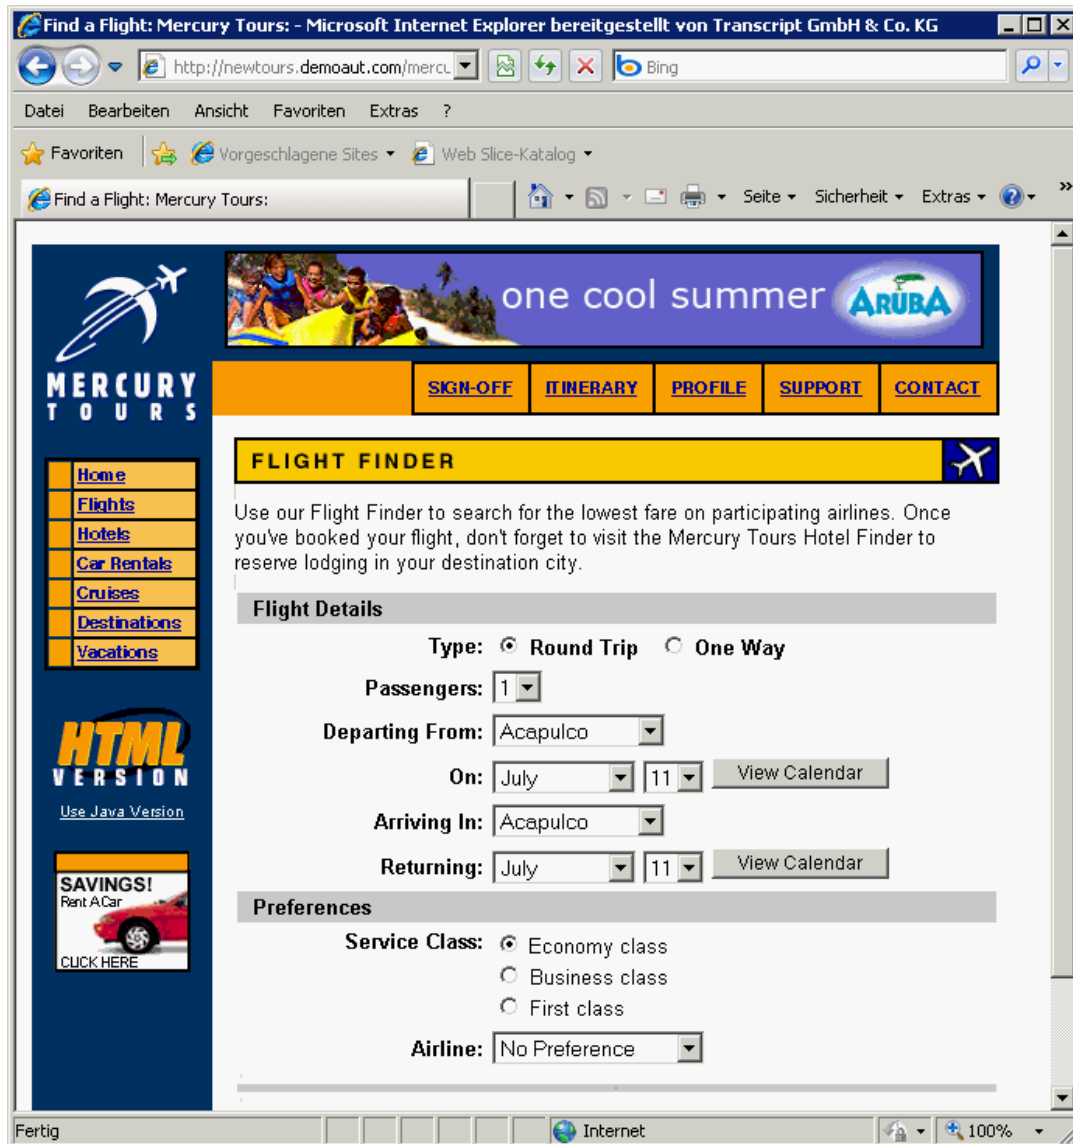 Find a Flight: Mercury Tours: - Microsoft Internet Explorer bereitgestellt von Transcript GmbH & Co. KG
http://newtours.demoaut.com/mercu
Bing
Datei Bearbeiten Ansicht Favoriten Extras ?
Favoriten Vorgeschlagene Sites Web Slice-Katalog
Find a Flight: Mercury Tours: Seite Sicherheit Extras »
one cool summer ARUBA
MERCURY
TOURS
SIGN-OFF ITINERARY PROFILE SUPPORT CONTACT
Home
Flights
Hotels
Car Rentals
Cruises
Destinations
Vacations
HTML
VERSION
Use Java Version
SAVINGS!
Rent A Car
CLICK HERE
FLIGHT FINDER
Use our Flight Finder to search for the lowest fare on participating airlines. Once
you've booked your flight, don't forget to visit the Mercury Tours Hotel Finder to
reserve lodging in your destination city.
Flight Details
Type: Round Trip One Way
Passengers: 1
Departing From: Acapulco
On: July 11 View Calendar
Arriving In: Acapulco
Returning: July 11 View Calendar
Preferences
Service Class: Economy class
Business class
First class
Airline: No Preference
Fertig Internet 100%